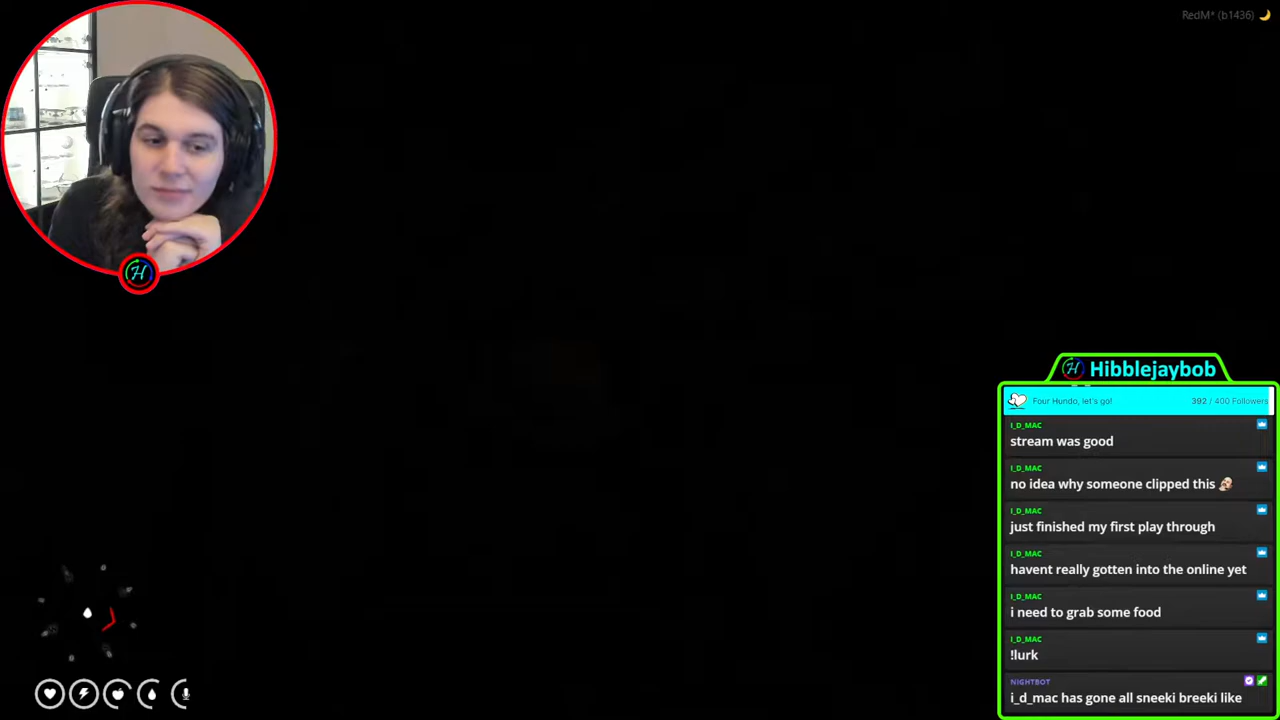 RedM* (b1436)
H
H Hibblejaybob
Four Hundo, let's go! 392 / 400 Followers
I_D_MAC
stream was good
I_D_MAC
no idea why someone clipped this
I_D_MAC
just finished my first play through
I_D_MAC
havent really gotten into the online yet
I_D_MAC
i need to grab some food
I_D_MAC
!lurk
NIGHTBOT
i_d_mac has gone all sneeki breeki like